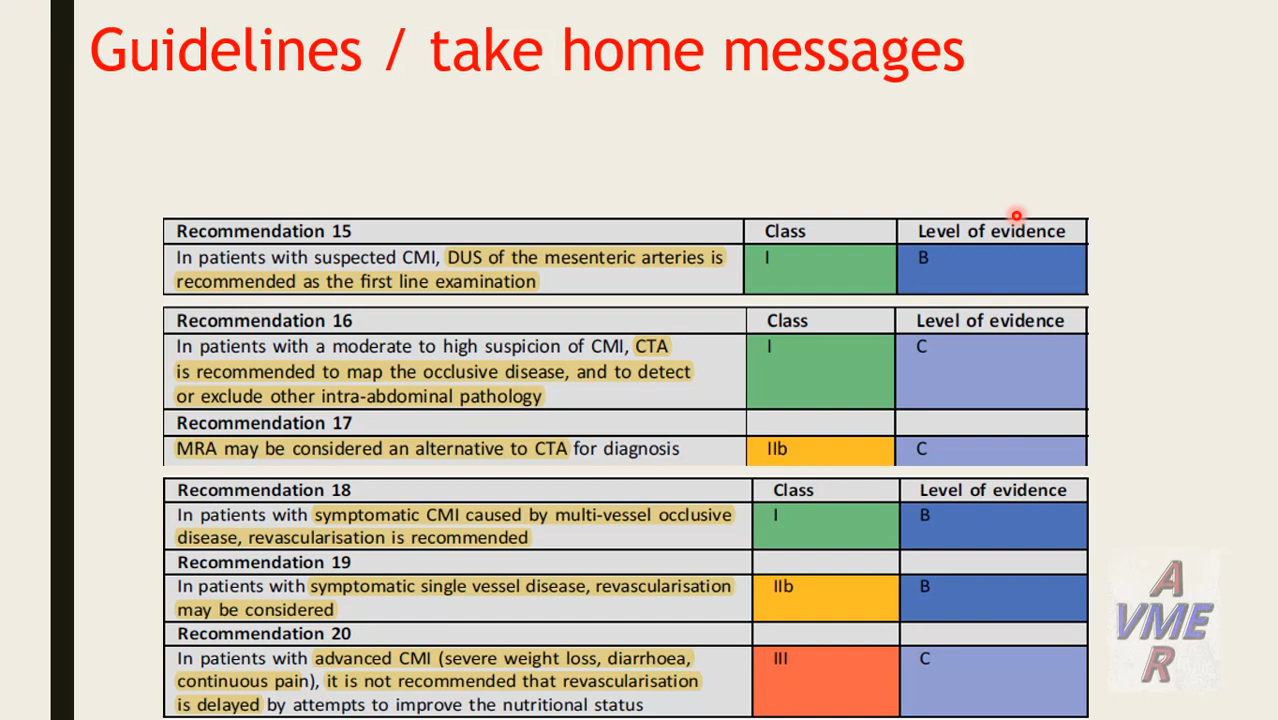 Guidelines / take home messages
Recommendation 15 Class Level of evidence
In patients with suspected CMI, DUS of the mesenteric arteries is I B
recommended as the first line examination
Recommendation 16 Class Level of evidence
In patients with a moderate to high suspicion of CMI, CTA I C
is recommended to map the occlusive disease, and to detect
or exclude other intra-abdominal pathology
Recommendation 17
MRA may be considered an alternative to CTA for diagnosis IIb C
Recommendation 18 Class Level of evidence
In patients with symptomatic CMI caused by multi-vessel occlusive I B
disease, revascularisation is recommended
Recommendation 19
In patients with symptomatic single vessel disease, revascularisation IIb B
may be considered
Recommendation 20
In patients with advanced CMI (severe weight loss, diarrhoea, III C
continuous pain), it is not recommended that revascularisation
is delayed by attempts to improve the nutritional status
A
VMER
R